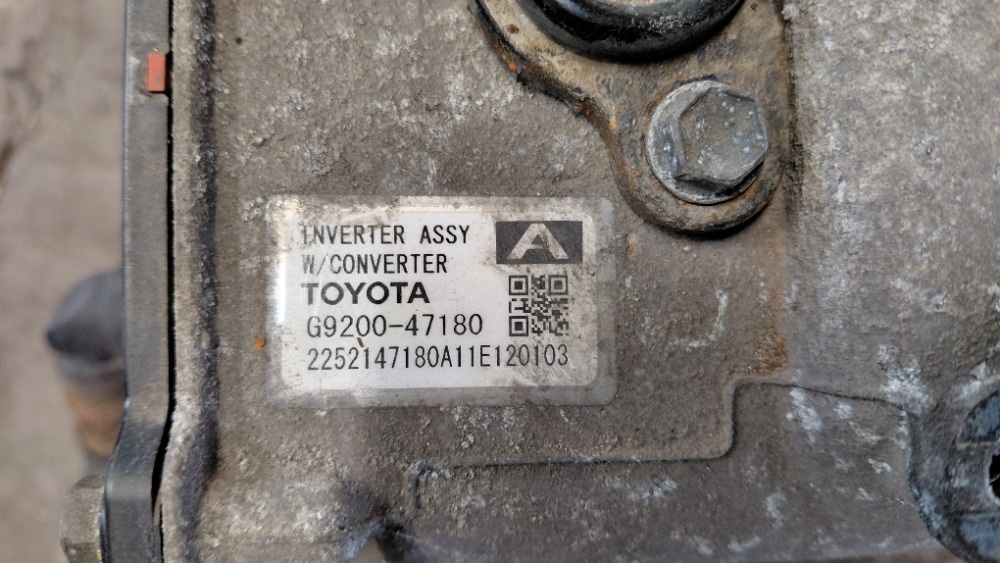 INVERTER ASSY
W/CONVERTER
A
TOYOTA
G9200-47180
2252147180A11E120103